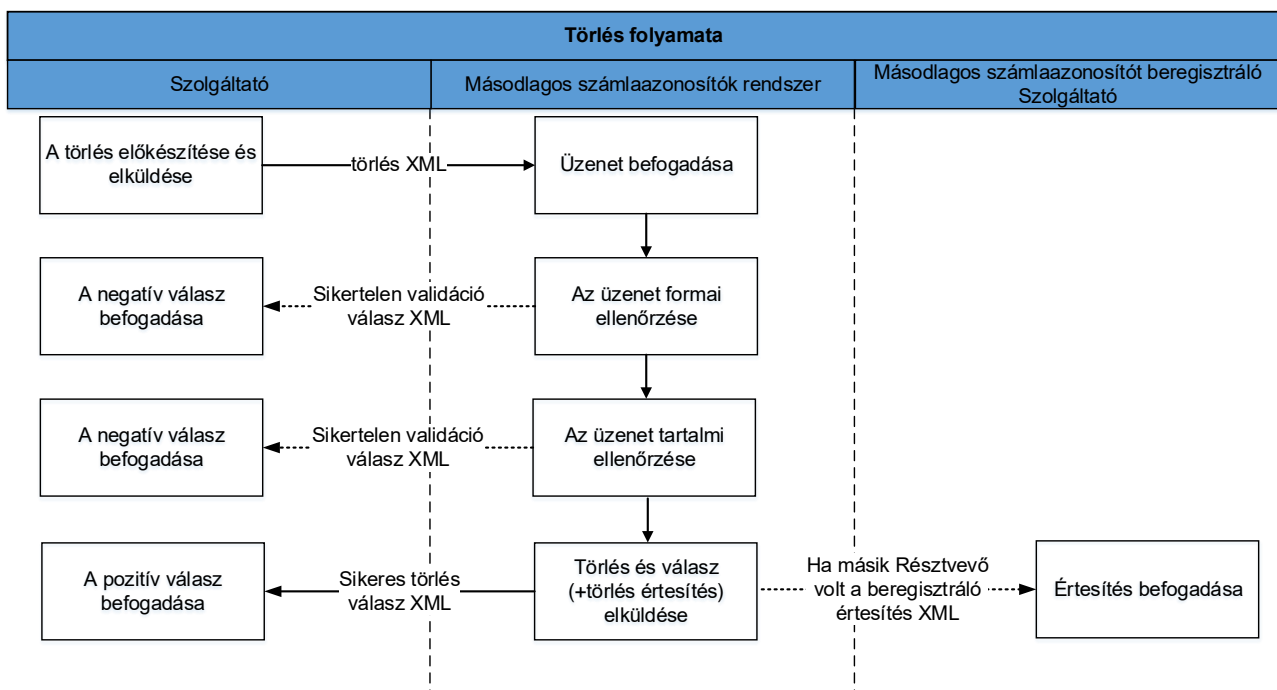 Törlés folyamata
Szolgáltató
Másodlagos számlaazonosítók rendszer
Másodlagos számlaazonosítót beregisztráló
Szolgáltató
A törlés előkészítése és
elküldése
törlés XML
Üzenet befogadása
A negatív válasz
befogadása
Sikertelen validáció
válasz XML
Az üzenet formai
ellenőrzése
A negatív válasz
befogadása
Sikertelen validáció
válasz XML
Az üzenet tartalmi
ellenőrzése
A pozitív válasz
befogadása
Sikeres törlés
válasz XML
Törlés és válasz
(+törlés értesítés)
elküldése
Ha másik Résztvevő
volt a beregisztráló
értesítés XML
Értesítés befogadása